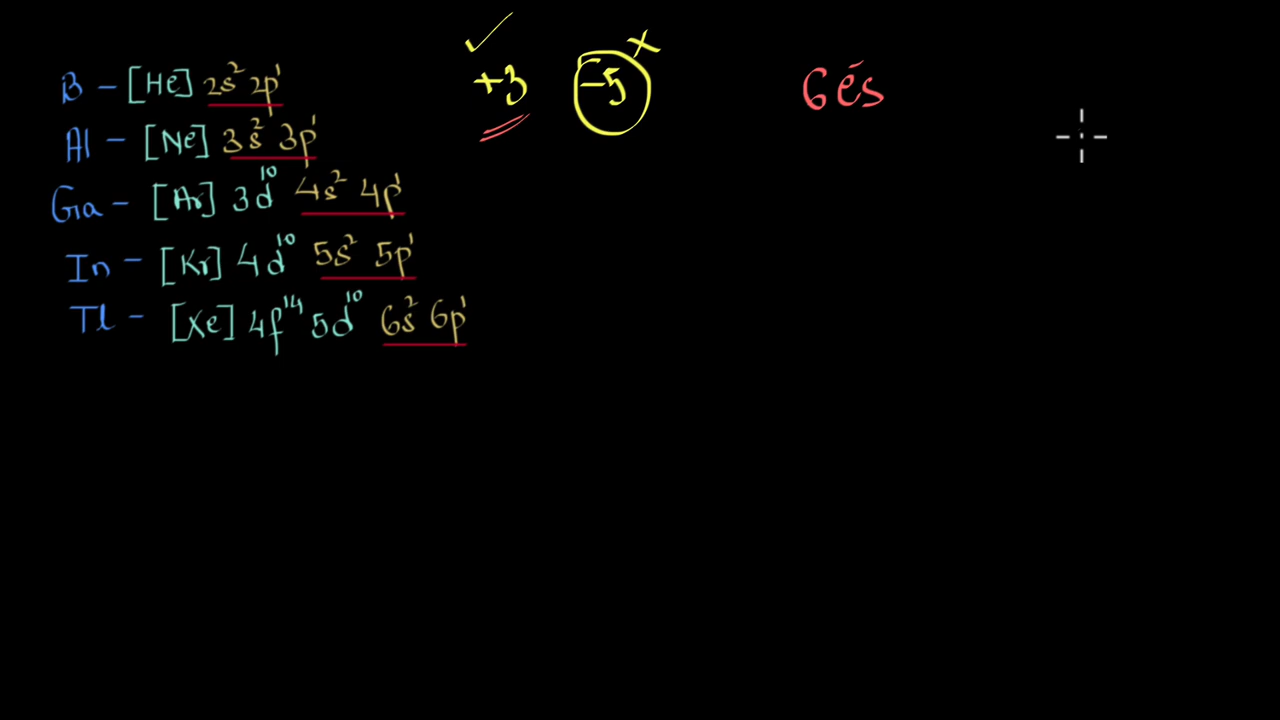 B – [He] 2s² 2p¹ +3 -5 6 e⁻s
Al – [Ne] 3s² 3p¹
Ga – [Ar] 3d¹⁰ 4s² 4p¹
In – [Kr] 4d¹⁰ 5s² 5p¹
Tl – [Xe] 4f¹⁴ 5d¹⁰ 6s² 6p¹